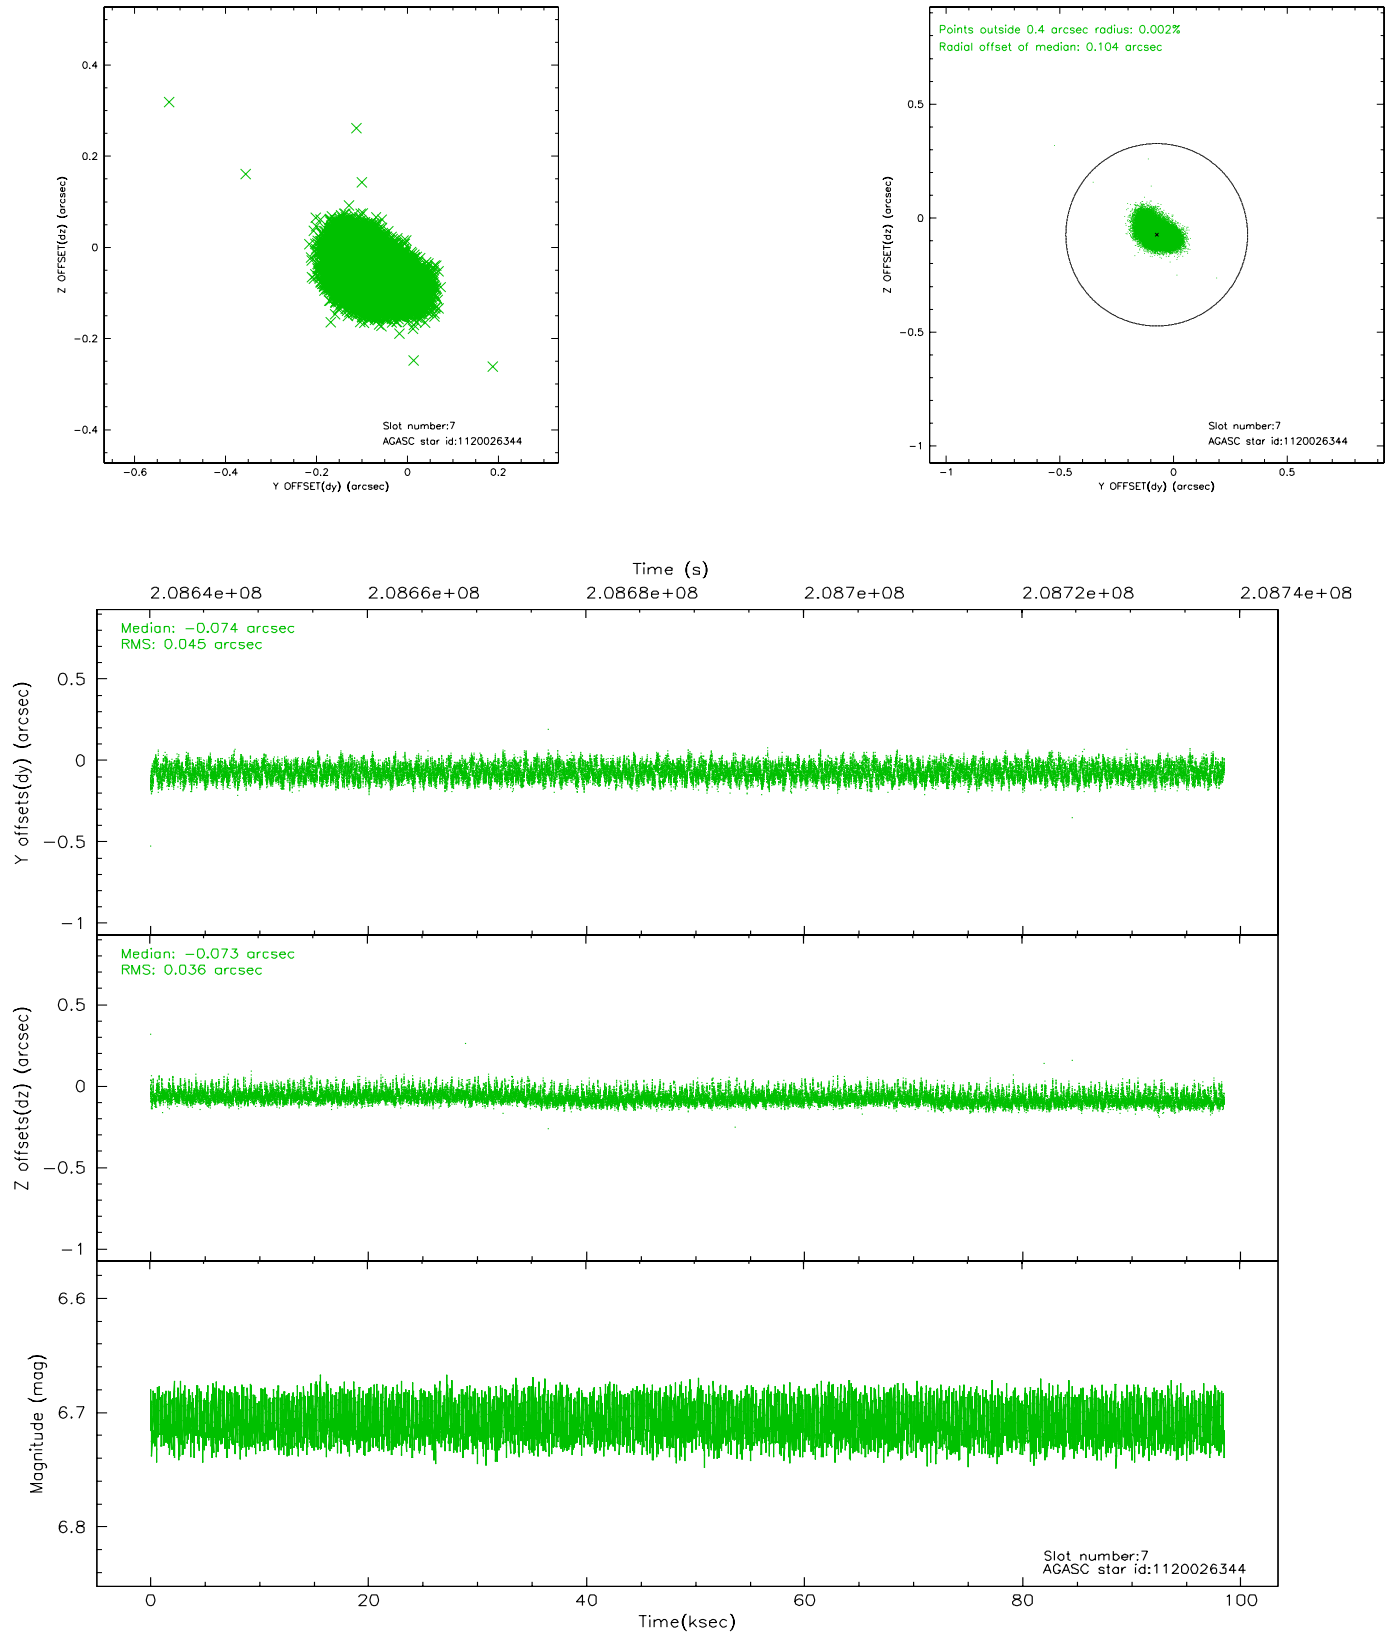 0.4
0.2
0
-0.2
-0.4
Z OFFSET(dz) (arcsec)
Slot number:7
AGASC star id:1120026344
-0.6 -0.4 -0.2 0 0.2
Y OFFSET(dy) (arcsec)
Points outside 0.4 arcsec radius: 0.002%
Radial offset of median: 0.104 arcsec
0.5
0
-0.5
-1
Z OFFSET(dz) (arcsec)
Slot number:7
AGASC star id:1120026344
-1 -0.5 0 0.5
Y OFFSET(dy) (arcsec)
Time (s)
2.0864e+08 2.0866e+08 2.0868e+08 2.087e+08 2.0872e+08 2.0874e+08
Median: -0.074 arcsec
RMS: 0.045 arcsec
0.5
0
-0.5
-1
Y offsets(dy) (arcsec)
Median: -0.073 arcsec
RMS: 0.036 arcsec
0.5
0
-0.5
-1
Z offsets(dz) (arcsec)
6.6
6.7
6.8
Magnitude (mag)
Slot number:7
AGASC star id:1120026344
0 20 40 60 80 100
Time(ksec)